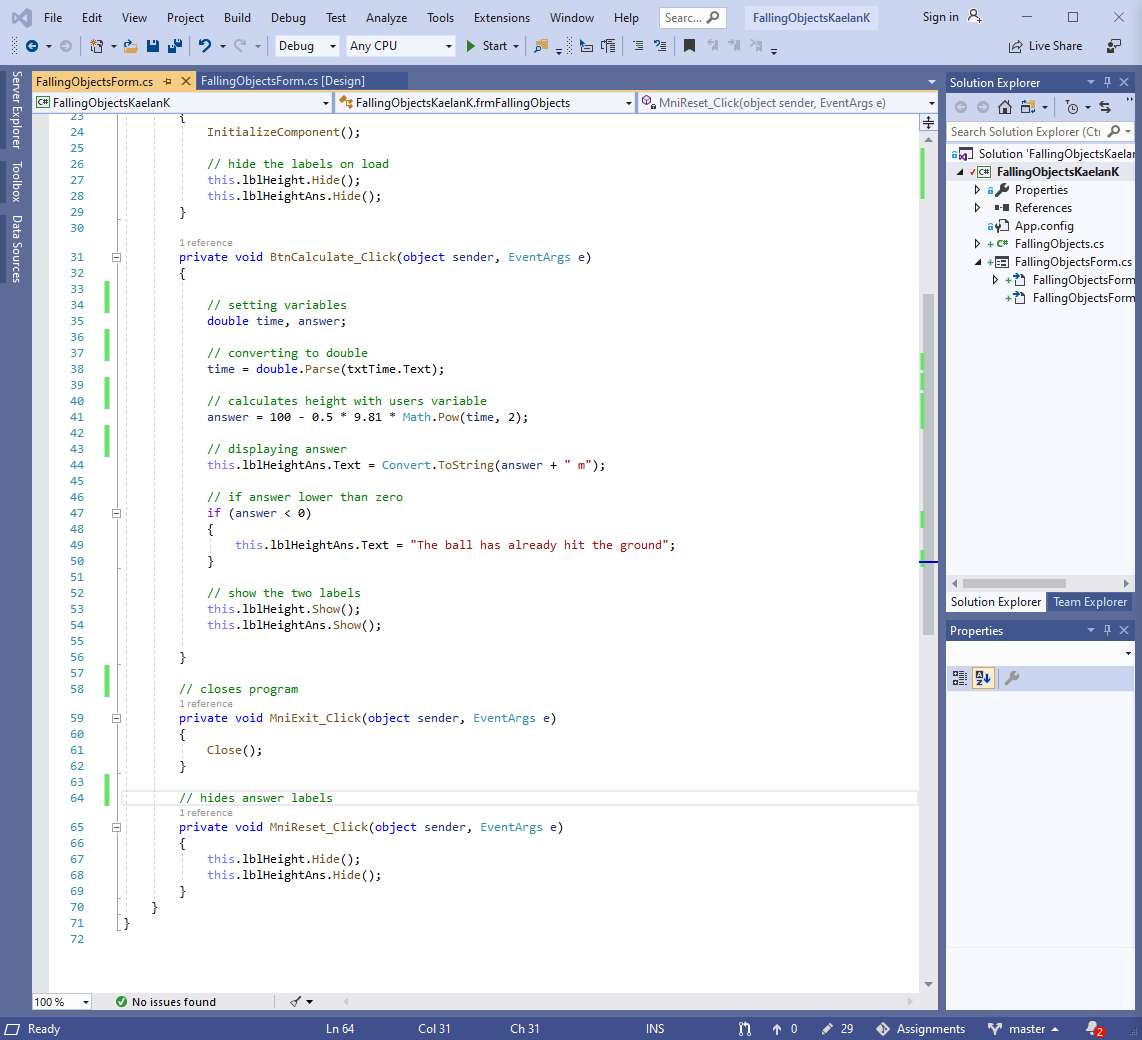 File Edit View Project Build Debug Test Analyze Tools Extensions Window Help Searc... FallingObjectsKaelanK Sign in
Debug Any CPU Start Live Share
Server Explorer
Toolbox
Data Sources
FallingObjectsForm.cs FallingObjectsForm.cs [Design]
C# FallingObjectsKaelanK FallingObjectsKaelanK.frmFallingObjects MniReset_Click(object sender, EventArgs e)
23 {
24 InitializeComponent();
25
26 // hide the labels on load
27 this.lblHeight.Hide();
28 this.lblHeightAns.Hide();
29 }
30
1 reference
31 private void BtnCalculate_Click(object sender, EventArgs e)
32 {
33
34 // setting variables
35 double time, answer;
36
37 // converting to double
38 time = double.Parse(txtTime.Text);
39
40 // calculates height with users variable
41 answer = 100 - 0.5 * 9.81 * Math.Pow(time, 2);
42
43 // displaying answer
44 this.lblHeightAns.Text = Convert.ToString(answer + " m");
45
46 // if answer lower than zero
47 if (answer < 0)
48 {
49 this.lblHeightAns.Text = "The ball has already hit the ground";
50 }
51
52 // show the two labels
53 this.lblHeight.Show();
54 this.lblHeightAns.Show();
55
56 }
57
58 // closes program
1 reference
59 private void MniExit_Click(object sender, EventArgs e)
60 {
61 Close();
62 }
63
64 // hides answer labels
1 reference
65 private void MniReset_Click(object sender, EventArgs e)
66 {
67 this.lblHeight.Hide();
68 this.lblHeightAns.Hide();
69 }
70 }
71 }
72
100 % No issues found
Solution Explorer
Search Solution Explorer (Ctr
Solution 'FallingObjectsKaelar
C# FallingObjectsKaelanK
Properties
References
App.config
C# FallingObjects.cs
FallingObjectsForm.cs
FallingObjectsForm
FallingObjectsForm
Solution Explorer Team Explorer
Properties
Ready Ln 64 Col 31 Ch 31 INS 0 29 Assignments master 2